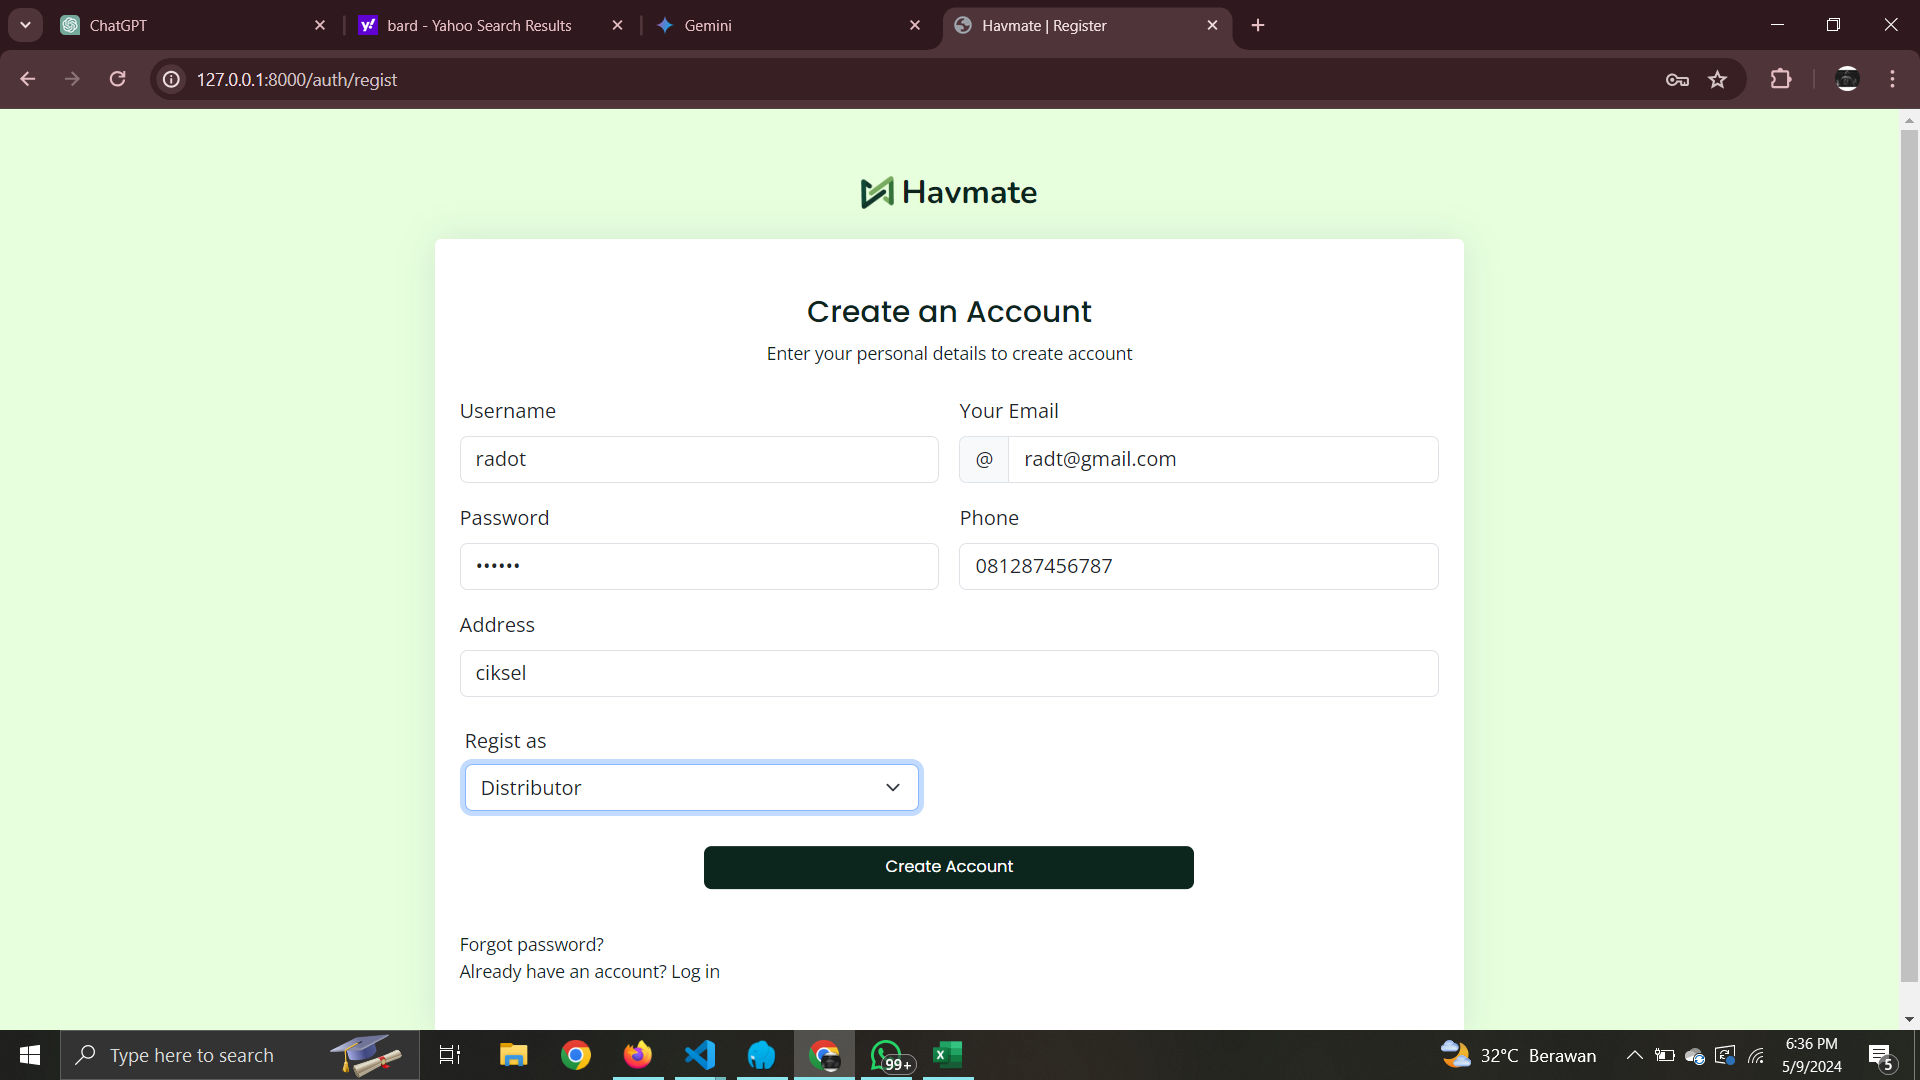 ChatGPT
bard - Yahoo Search Results
Gemini
Havmate | Register
127.0.0.1:8000/auth/regist
Havmate
Create an Account
Enter your personal details to create account
Username
Your Email
radot
@ radt@gmail.com
Password
Phone
••••••
081287456787
Address
ciksel
Regist as
Distributor
Create Account
Forgot password?
Already have an account? Log in
Type here to search
99+
32°C Berawan
6:36 PM
5/9/2024
5